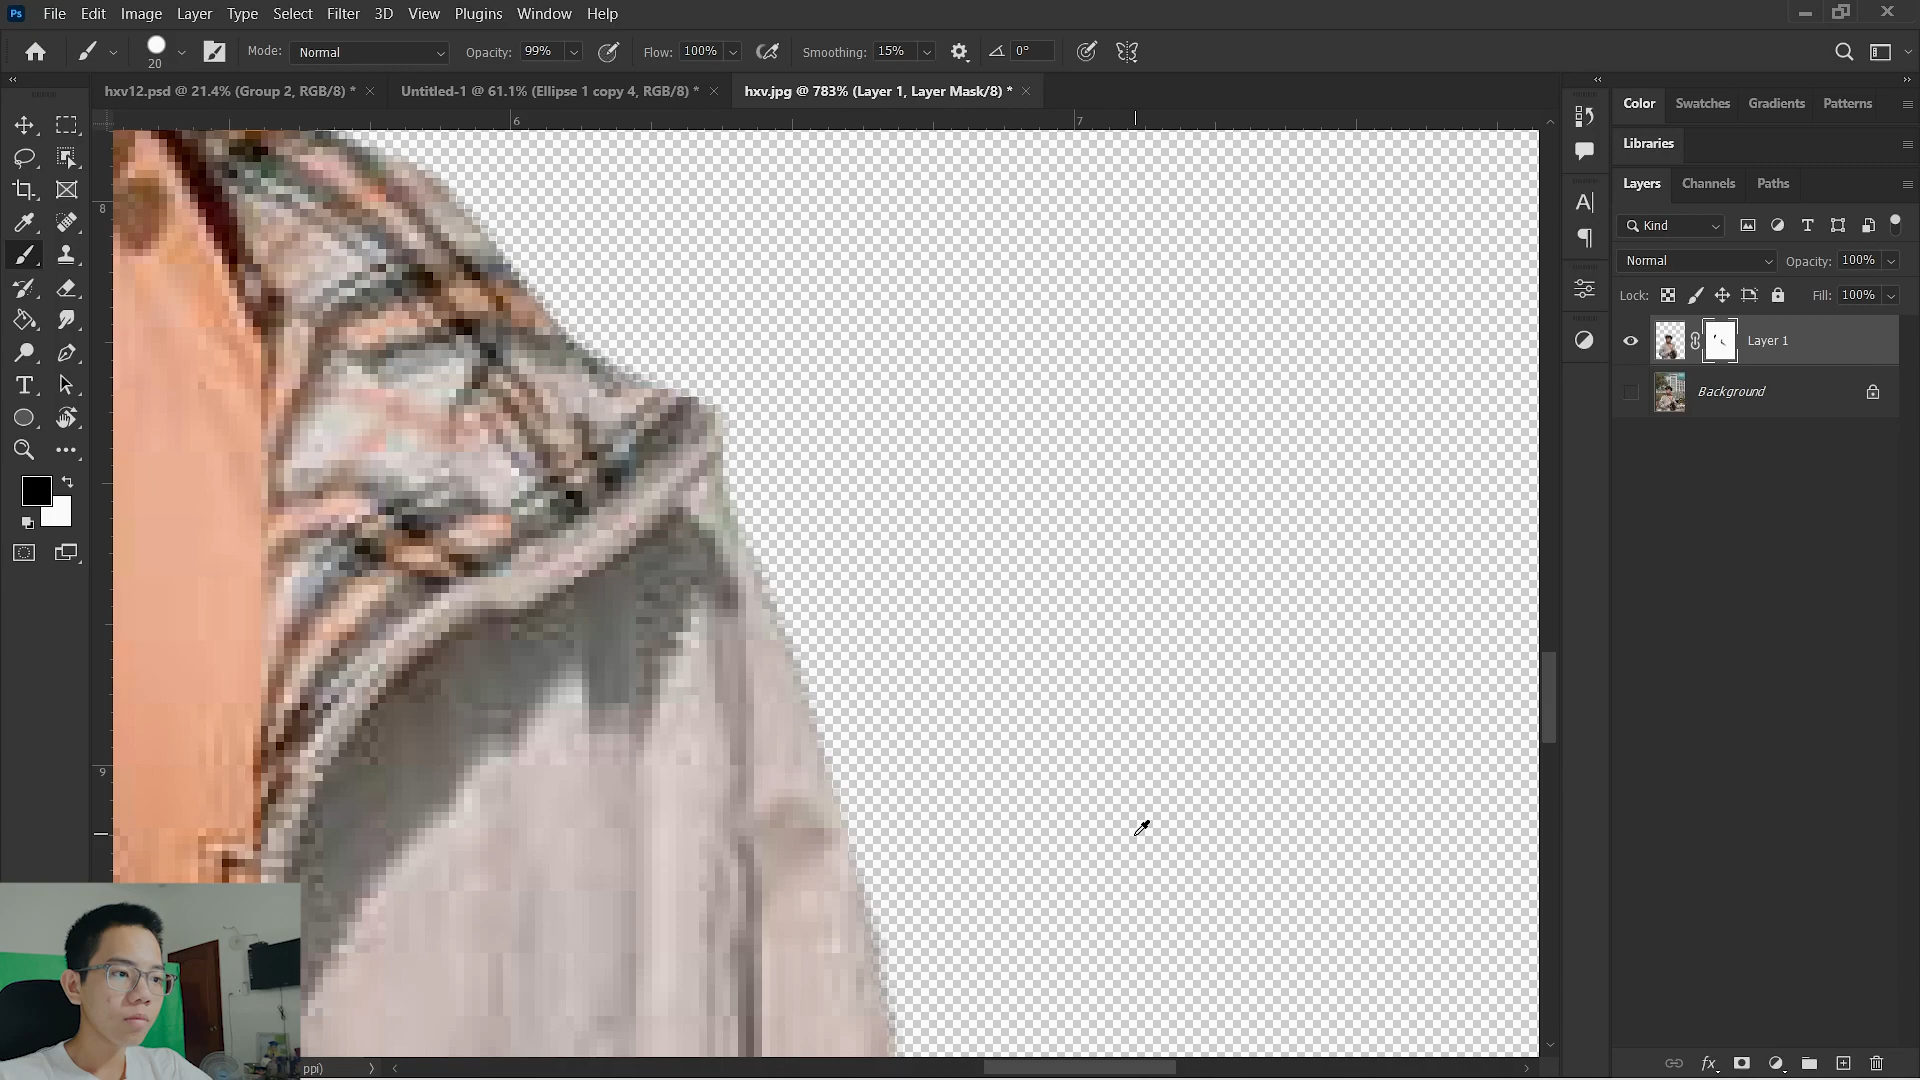 Ps File Edit Image Layer Type Select Filter 3D View Plugins Window Help
20 Mode: Normal Opacity: 99% Flow: 100% Smoothing: 15% 0°
hxv12.psd @ 21.4% (Group 2, RGB/8) * Untitled-1 @ 61.1% (Ellipse 1 copy 4, RGB/8) * hxv.jpg @ 783% (Layer 1, Layer Mask/8) *
6 7
8
9
Color Swatches Gradients Patterns
Libraries
Layers Channels Paths
Kind
Normal Opacity: 100%
Lock: Fill: 100%
Layer 1
Background
ppi)
fx